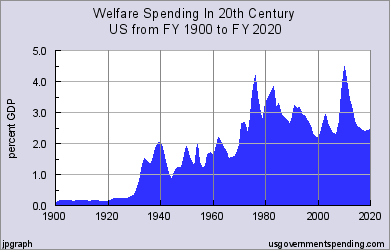 Welfare Spending In 20th Century
US from FY 1900 to FY 2020
5.0
4.0
3.0
2.0
1.0
0.0
percent GDP
1900 1920 1940 1960 1980 2000 2020
jpgraph
usgovernmentspending.com